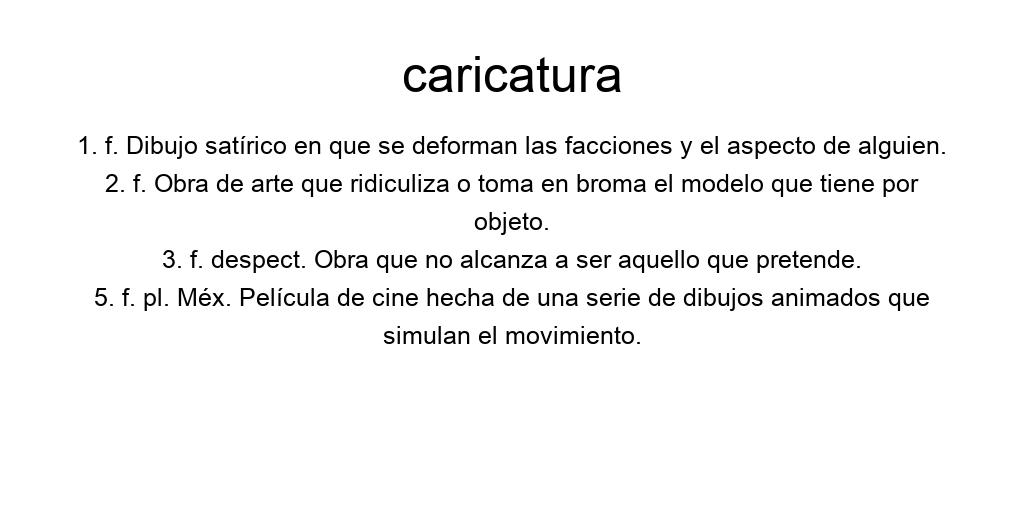 caricatura
1. f. Dibujo satírico en que se deforman las facciones y el aspecto de alguien.
2. f. Obra de arte que ridiculiza o toma en broma el modelo que tiene por
objeto.
3. f. despect. Obra que no alcanza a ser aquello que pretende.
5. f. pl. Méx. Película de cine hecha de una serie de dibujos animados que
simulan el movimiento.